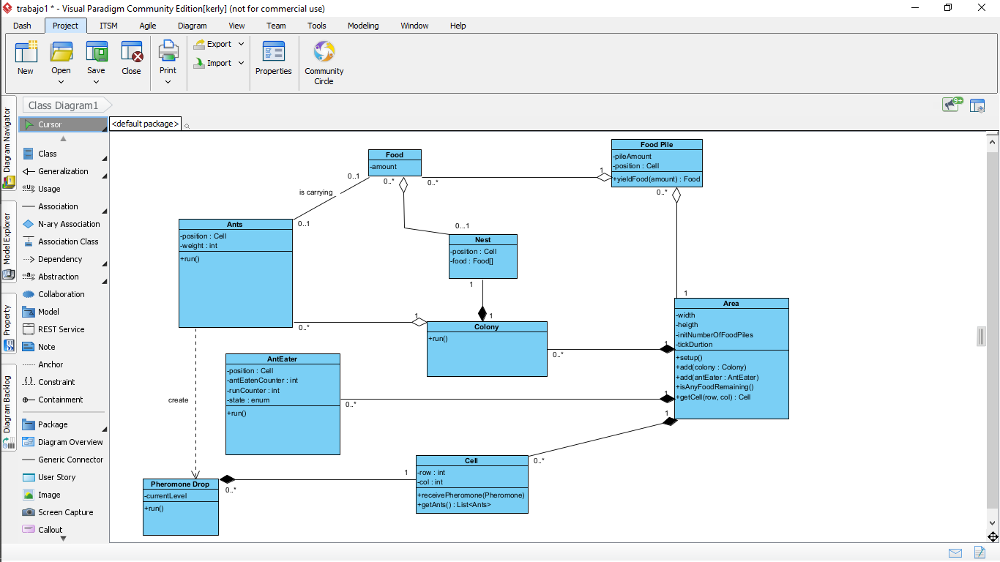 trabajo1 * - Visual Paradigm Community Edition[kerly] (not for commercial use)
Dash Project ITSM Agile Diagram View Team Tools Modeling Window Help
New
Open
Save
Close
Print
Export
Import
Properties
Community
Circle
Class Diagram1
9+
Diagram Navigator
Model Explorer
Property
Diagram Backlog
Cursor
Class
Generalization
Usage
Association
N-ary Association
Association Class
Dependency
Abstraction
Collaboration
Model
REST Service
Note
Anchor
Constraint
Containment
Package
Diagram Overview
Generic Connector
User Story
Image
Screen Capture
Callout
<default package>
Food
-amount
0..1
0..*
0..*
is carrying
0..1
Food Pile
-pileAmount
-position : Cell
+yieldFood(amount) : Food
1
0..*
Ants
-position : Cell
-weight : int
+run()
0..*
0...1
Nest
-position : Cell
-food : Food[]
1
1
1
Colony
+run()
0..*
1
Area
-width
-heigth
-initNumberOfFoodPiles
-tickDurtion
+setup()
+add(colony : Colony)
+add(antEater : AntEater)
+isAnyFoodRemaining()
+getCell(row, col) : Cell
1
1
1
AntEater
-position : Cell
-antEatenCounter : int
-runCounter : int
-state : enum
+run()
0..*
create
0..*
Cell
-row : int
-col : int
+receivePheromone(Pheromone)
+getAnts() : List<Ants>
1
Pheromone Drop
-currentLevel
+run()
0..*